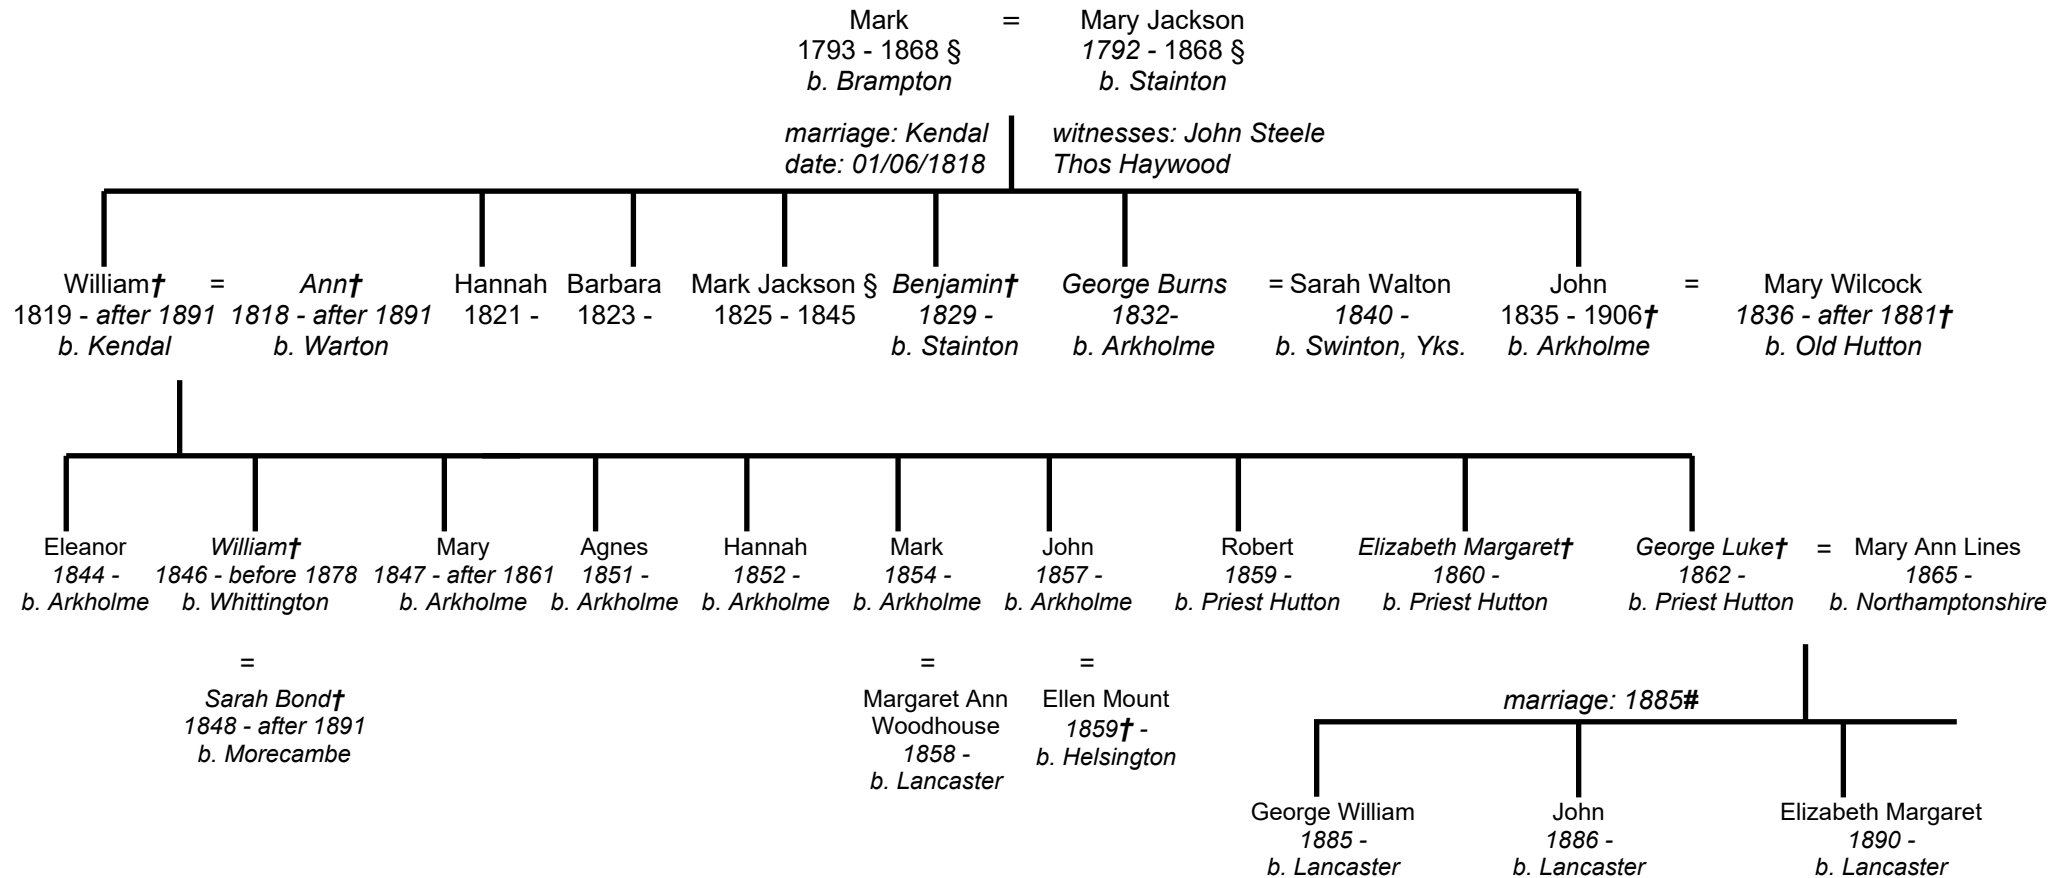 Mark = Mary Jackson
1793 - 1868 § 1792 - 1868 §
b. Brampton b. Stainton
marriage: Kendal witnesses: John Steele
date: 01/06/1818 Thos Haywood
William† = Ann† Hannah Barbara Mark Jackson § Benjamin† George Burns = Sarah Walton John = Mary Wilcock
1819 - after 1891 1818 - after 1891 1821 - 1823 - 1825 - 1845 1829 - 1832- 1840 - 1835 - 1906† 1836 - after 1881†
b. Kendal b. Warton b. Stainton b. Arkholme b. Swinton, Yks. b. Arkholme b. Old Hutton
Eleanor William† Mary Agnes Hannah Mark John Robert Elizabeth Margaret† George Luke† = Mary Ann Lines
1844 - 1846 - before 1878 1847 - after 1861 1851 - 1852 - 1854 - 1857 - 1859 - 1860 - 1862 - 1865 -
b. Arkholme b. Whittington b. Arkholme b. Arkholme b. Arkholme b. Arkholme b. Arkholme b. Priest Hutton b. Priest Hutton b. Priest Hutton b. Northamptonshire
= = =
Sarah Bond† Margaret Ann Ellen Mount marriage: 1885#
1848 - after 1891 Woodhouse 1859† -
b. Morecambe 1858 - b. Helsington
b. Lancaster
George William John Elizabeth Margaret
1885 - 1886 - 1890 -
b. Lancaster b. Lancaster b. Lancaster